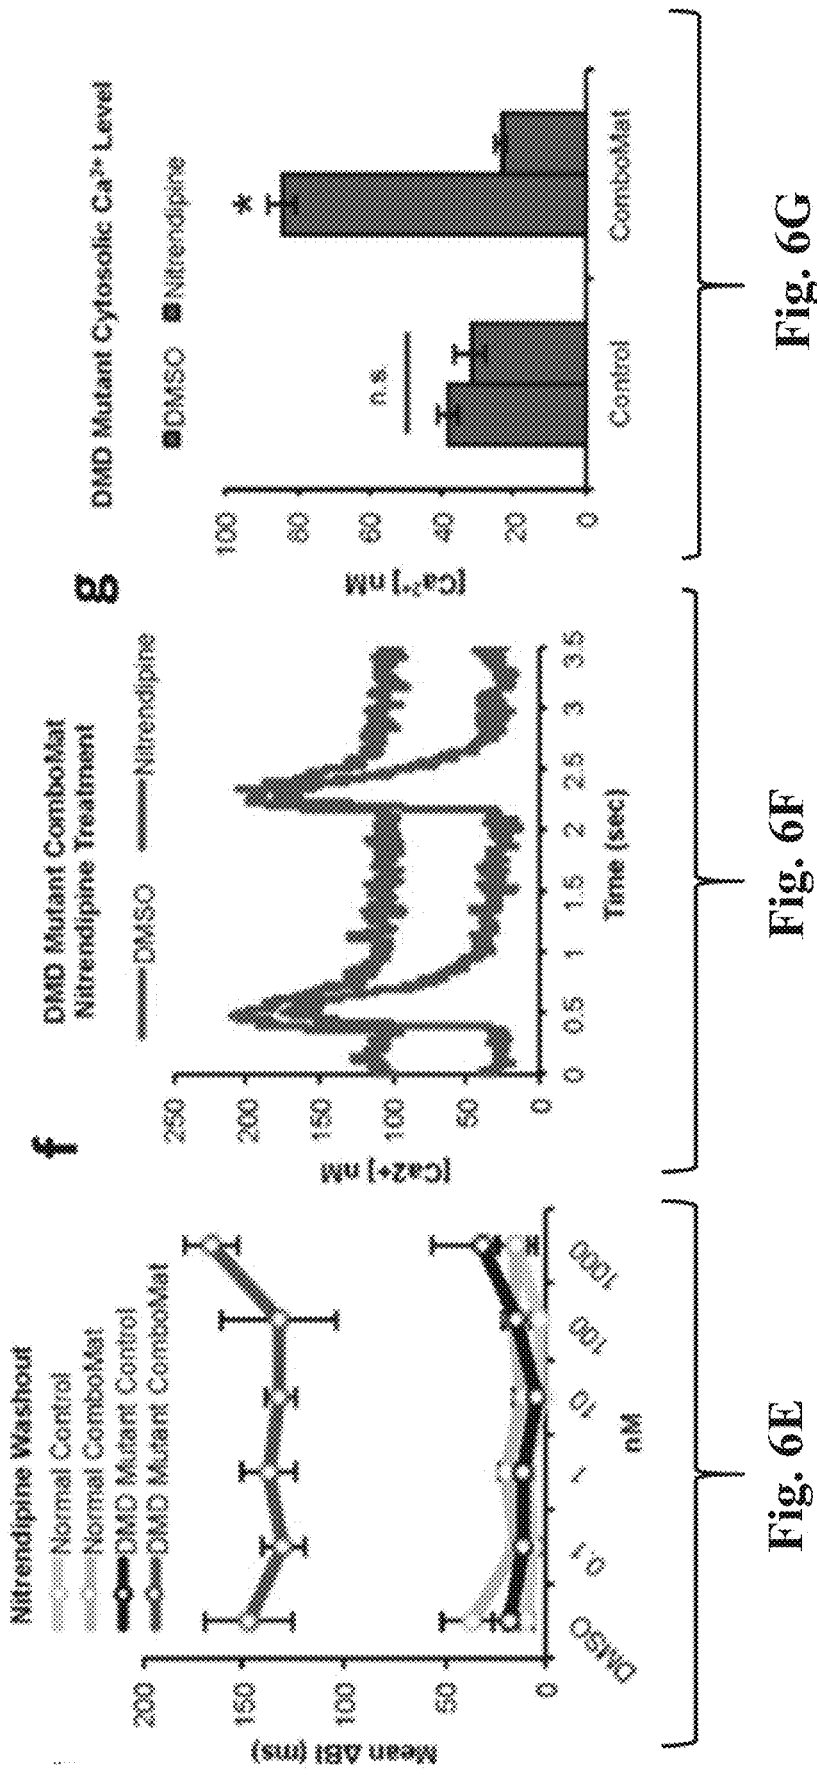 Nitrendipine Washout
Normal Control
Normal ComboMat
DMD Mutant Control
DMD Mutant ComboMat
Mean ΔBI (ms)
200
150
100
50
0
DMSO
0.1
1
10
100
1000
nM
Fig. 6E
f
DMD Mutant ComboMat
Nitrendipine Treatment
DMSO
Nitrendipine
[Ca2+] nM
250
200
150
100
50
0
0
0.5
1
1.5
2
2.5
3
3.5
Time (sec)
Fig. 6F
g
DMD Mutant Cytosolic Ca²⁺ Level
DMSO
Nitrendipine
[Ca²⁺] nM
100
80
60
40
20
0
n.s.
*
Control
ComboMat
Fig. 6G